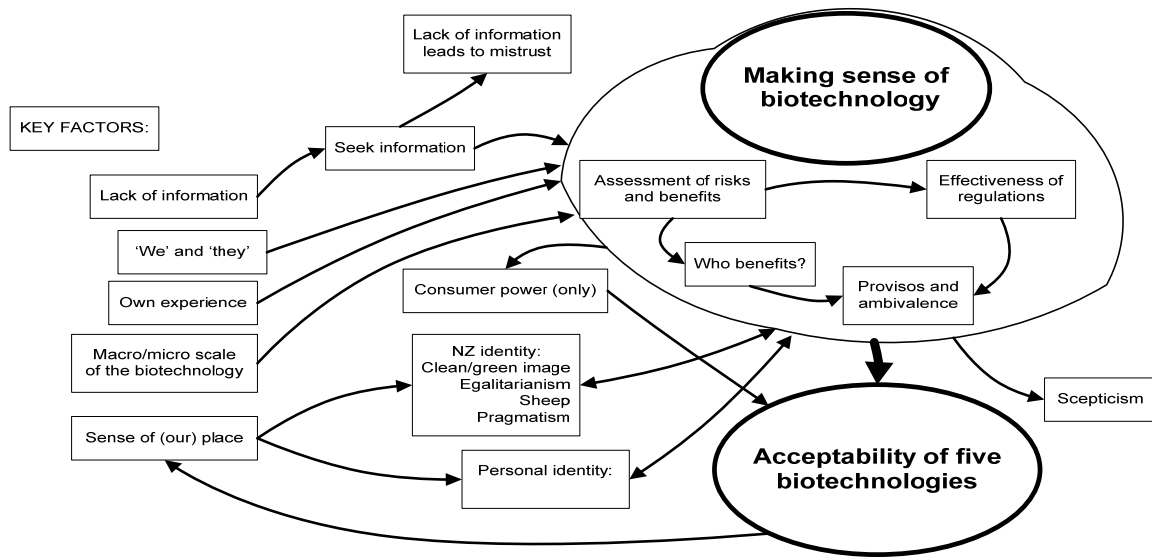 Lack of information
leads to mistrust
Making sense of
biotechnology
KEY FACTORS:
Seek information
Lack of information
Assessment of risks
and benefits
Effectiveness of
regulations
‘We’ and ‘they’
Who benefits?
Own experience
Consumer power (only)
Provisos and
ambivalence
Macro/micro scale
of the biotechnology
NZ identity:
Clean/green image
Egalitarianism
Sheep
Pragmatism
Scepticism
Sense of (our) place
Personal identity:
Acceptability of five
biotechnologies